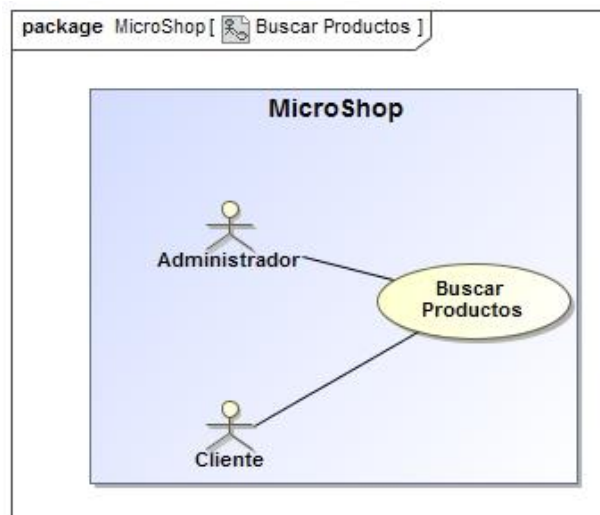 package MicroShop [ Buscar Productos ]
MicroShop
Administrador
Buscar
Productos
Cliente